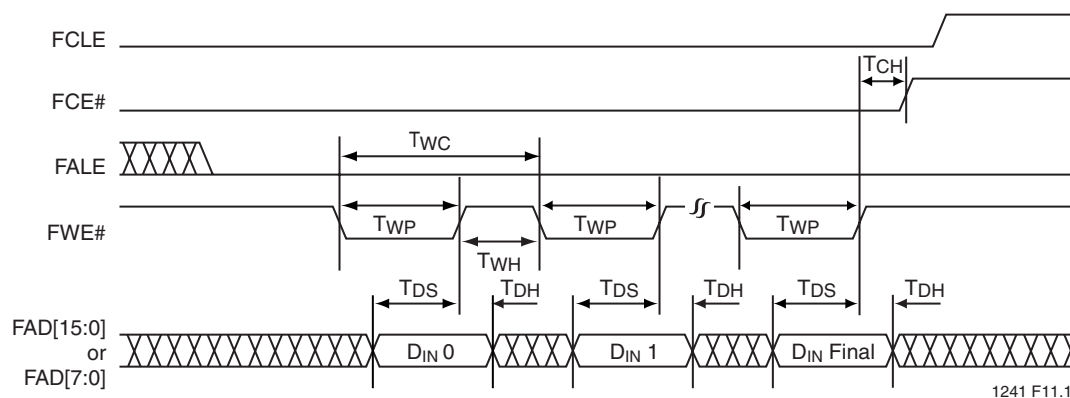 FCLE
TCH
FCE#
TWC
FALE
TWP TWP TWP
FWE#
TWH
TDS TDH TDS TDH TDS TDH
FAD[15:0]
or
FAD[7:0]
DIN 0 DIN 1 DIN Final
1241 F11.1